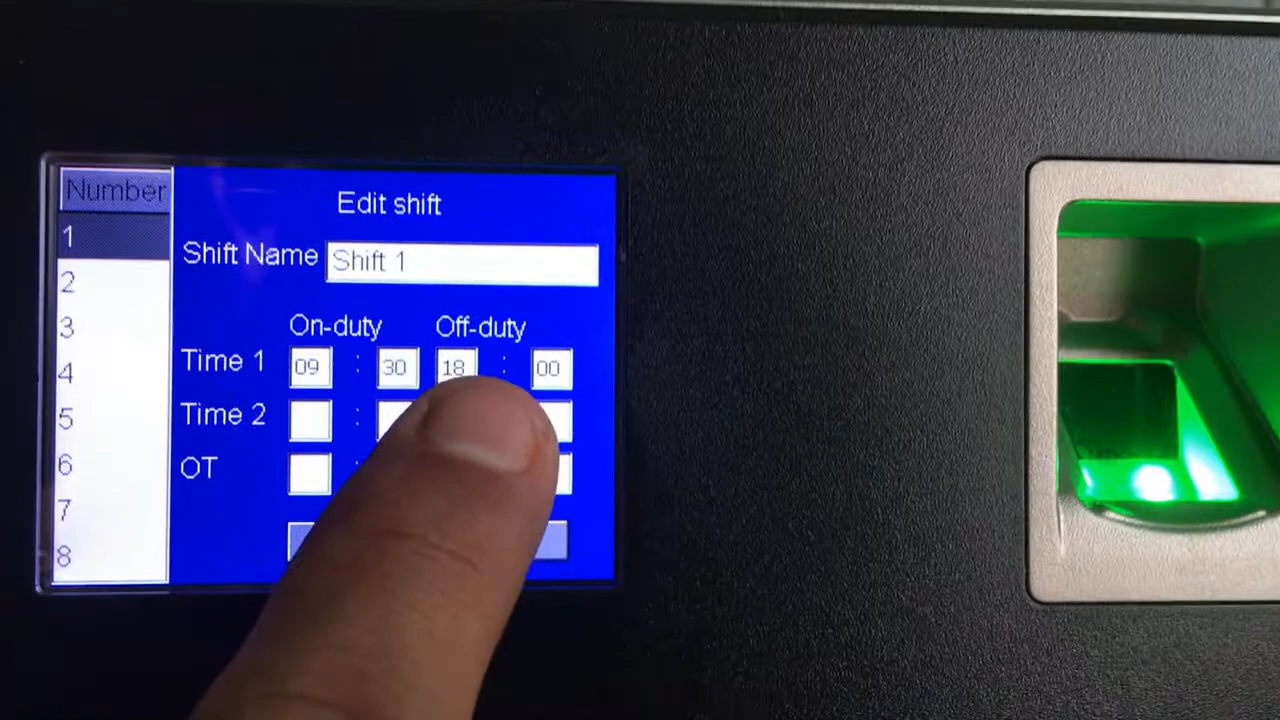 Number
1
2
3
4
5
6
7
8
Edit shift
Shift Name Shift 1
On-duty Off-duty
Time 1 09 : 30 18 : 00
Time 2 :
OT